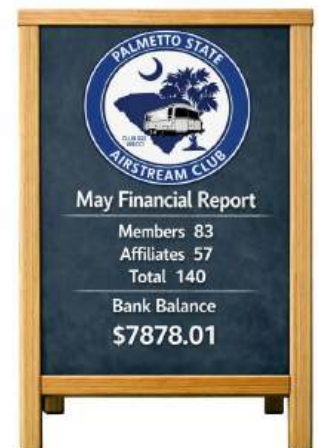 PALMETTO STATE
AIRSTREAM CLUB
May Financial Report
Members 83
Affiliates 57
Total 140
Bank Balance
$7878.01